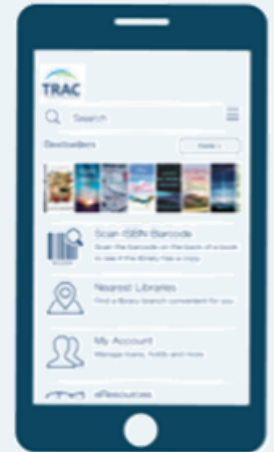 TRAC
Search
Bestsellers
more >
Scan ISBN Barcode
Scan the barcode on the back of a book
to see if the library has a copy.
Nearest Libraries
Find a library branch convenient for you.
My Account
Manage loans, holds and more
eResources